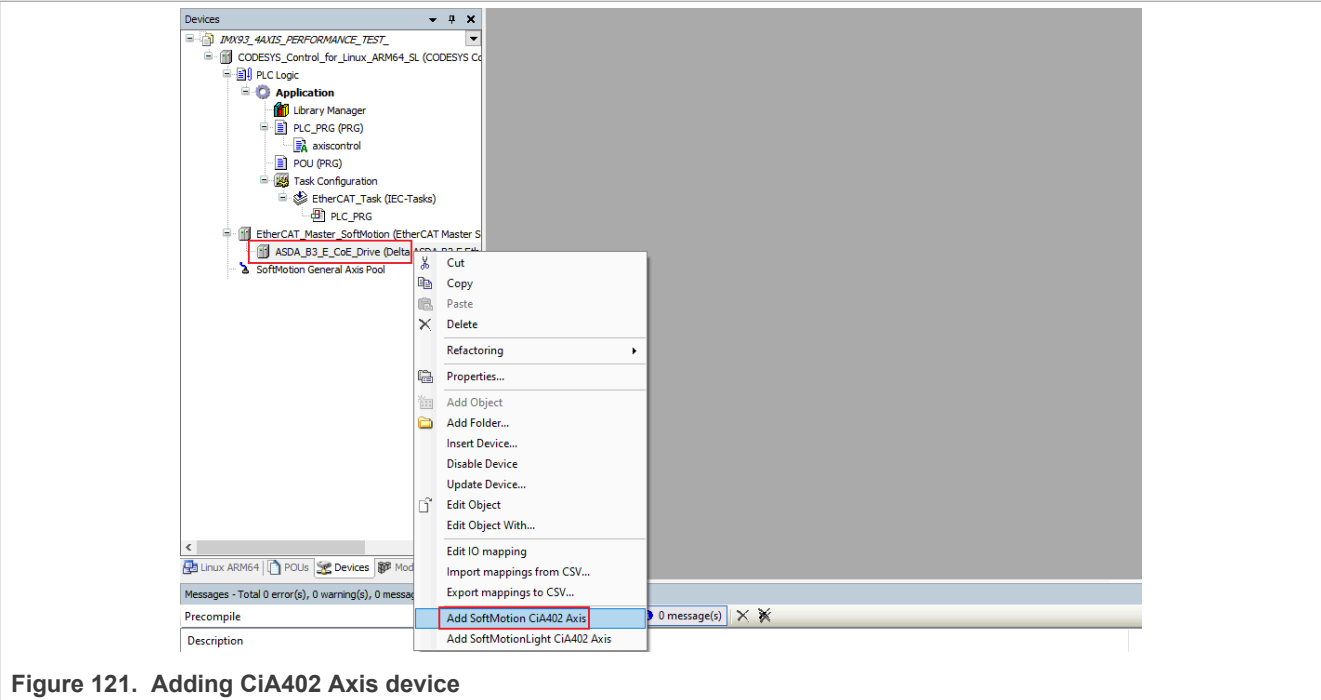 Devices
IMX93_4AXIS_PERFORMANCE_TEST_
CODESYS_Control_for_Linux_ARM64_SL (CODESYS Co
PLC Logic
Application
Library Manager
PLC_PRG (PRG)
axiscontrol
POU (PRG)
Task Configuration
EtherCAT_Task (IEC-Tasks)
PLC_PRG
EtherCAT_Master_SoftMotion (EtherCAT Master S
ASDA_B3_E_CoE_Drive (Delta ASDA-B3-E Eth
SoftMotion General Axis Pool
Cut
Copy
Paste
Delete
Refactoring
Properties...
Add Object
Add Folder...
Insert Device...
Disable Device
Update Device...
Edit Object
Edit Object With...
Edit IO mapping
Import mappings from CSV...
Export mappings to CSV...
Add SoftMotion CiA402 Axis
Add SoftMotionLight CiA402 Axis
Linux ARM64 POUs Devices Mod
Messages - Total 0 error(s), 0 warning(s), 0 messag
Precompile 0 message(s)
Description
Figure 121. Adding CiA402 Axis device